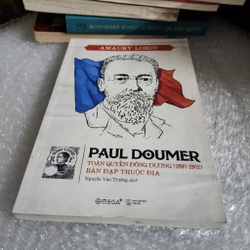 AMAURY LORIN
PAUL DOUMER
TOÀN QUYỀN ĐÔNG DƯƠNG (1897-1902)
BÀN ĐẠP THUỘC ĐỊA
Nguyễn Văn Trường dịch
OMEGA+